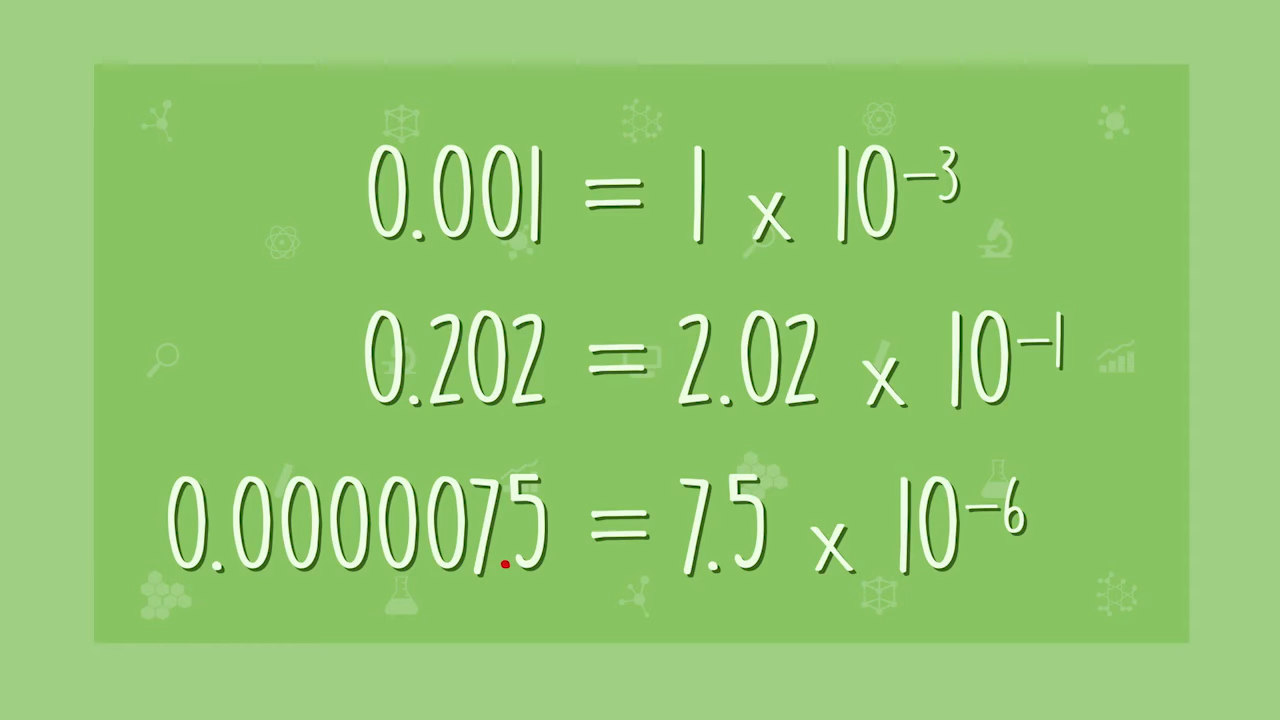 0.001 = 1 x 10⁻³
0.202 = 2.02 x 10⁻¹
0.0000075 = 7.5 x 10⁻⁶